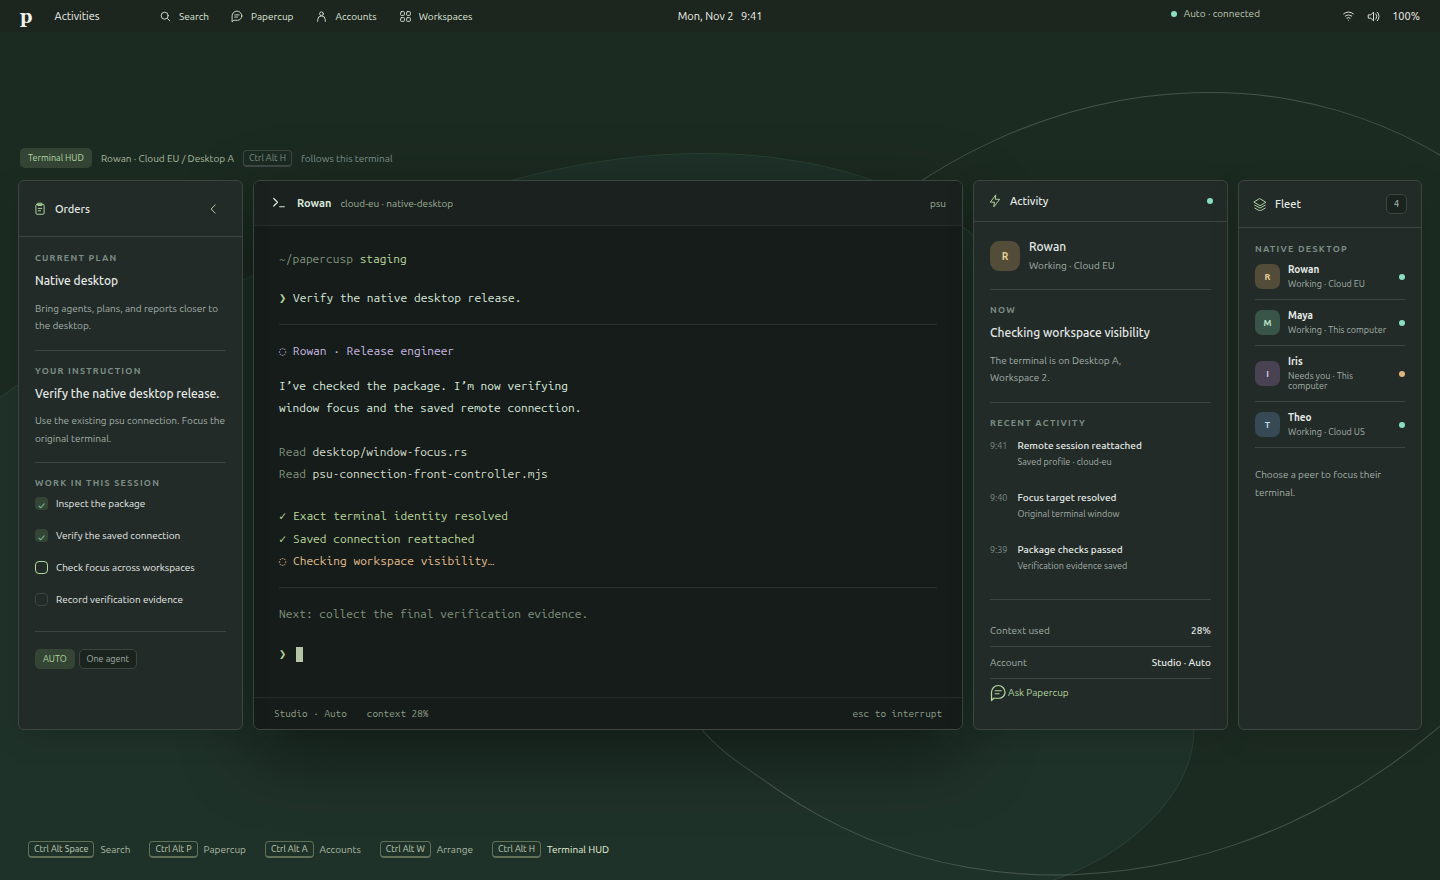 p Activities Search Papercup Accounts Workspaces Mon, Nov 2 9:41 Auto · connected 100%
Terminal HUD Rowan · Cloud EU / Desktop A Ctrl Alt H follows this terminal
Orders
CURRENT PLAN
Native desktop
Bring agents, plans, and reports closer to
the desktop.
YOUR INSTRUCTION
Verify the native desktop release.
Use the existing psu connection. Focus the
original terminal.
WORK IN THIS SESSION
Inspect the package
Verify the saved connection
Check focus across workspaces
Record verification evidence
AUTO One agent
Rowan cloud-eu · native-desktop psu
~/papercusp staging
❯ Verify the native desktop release.
◌ Rowan · Release engineer
I’ve checked the package. I’m now verifying
window focus and the saved remote connection.
Read desktop/window-focus.rs
Read psu-connection-front-controller.mjs
✓ Exact terminal identity resolved
✓ Saved connection reattached
◌ Checking workspace visibility…
Next: collect the final verification evidence.
❯
Studio · Auto context 28% esc to interrupt
Activity
R Rowan
Working · Cloud EU
NOW
Checking workspace visibility
The terminal is on Desktop A,
Workspace 2.
RECENT ACTIVITY
9:41 Remote session reattached
Saved profile · cloud-eu
9:40 Focus target resolved
Original terminal window
9:39 Package checks passed
Verification evidence saved
Context used 28%
Account Studio · Auto
Ask Papercup
Fleet 4
NATIVE DESKTOP
R Rowan
Working · Cloud EU
M Maya
Working · This computer
I Iris
Needs you · This
computer
T Theo
Working · Cloud US
Choose a peer to focus their
terminal.
Ctrl Alt Space Search Ctrl Alt P Papercup Ctrl Alt A Accounts Ctrl Alt W Arrange Ctrl Alt H Terminal HUD